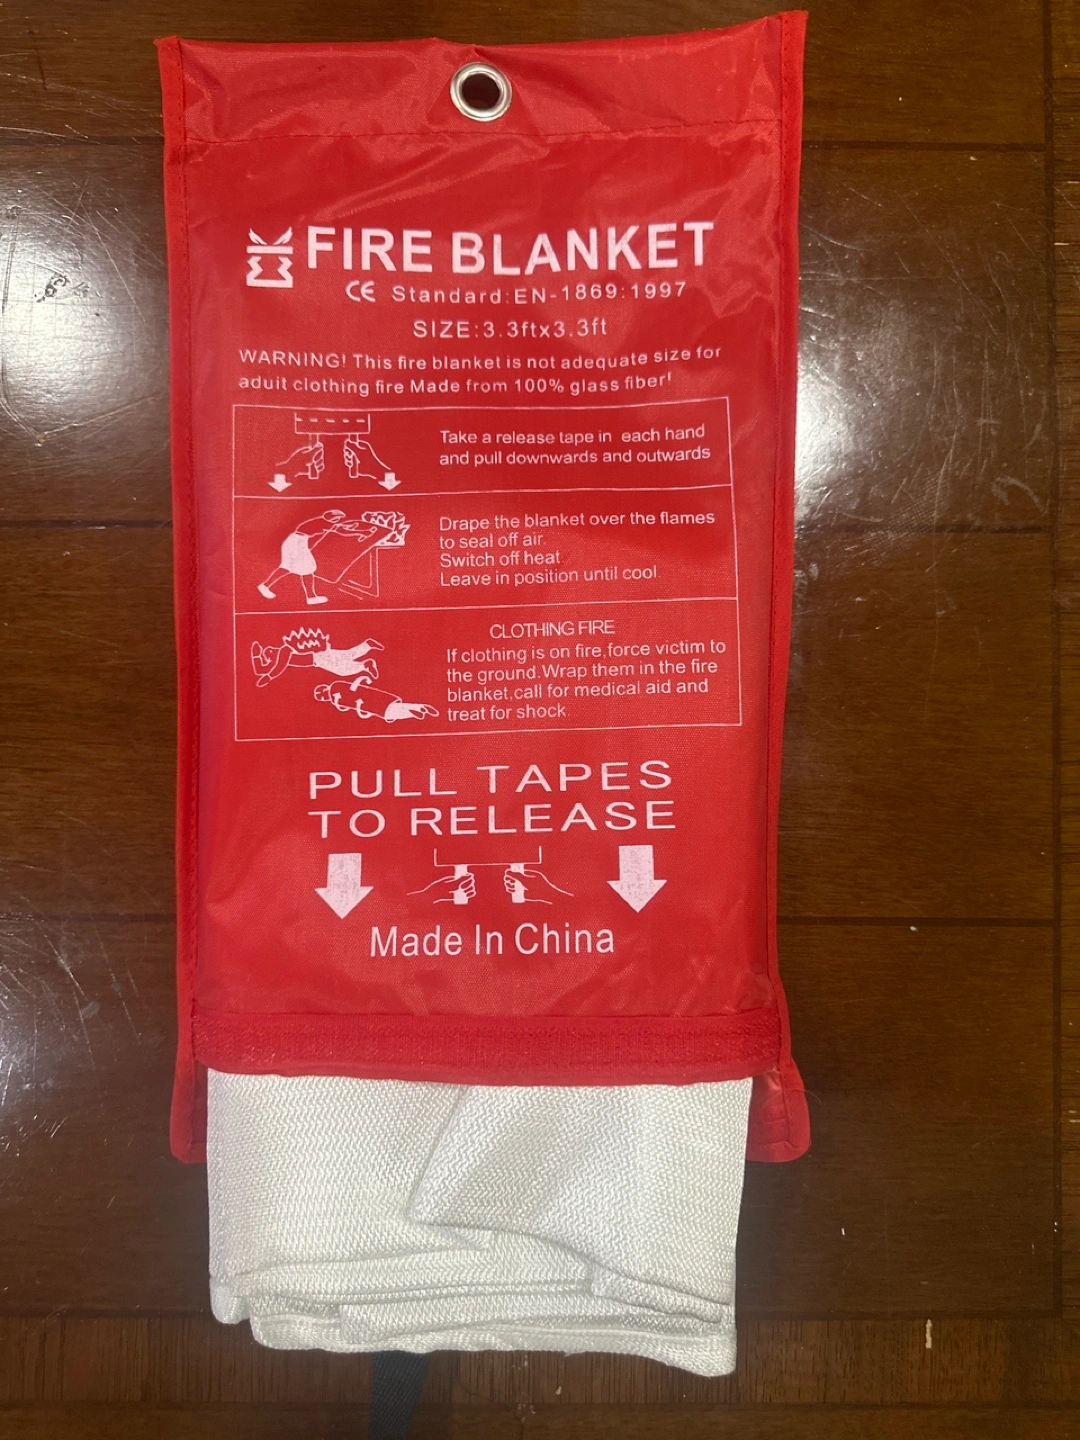 FIRE BLANKET
CE Standard:EN-1869:1997
SIZE:3.3ftx3.3ft
WARNING! This fire blanket is not adequate size for
aduit clothing fire Made from 100% glass fiber!
Take a release tape in each hand
and pull downwards and outwards
Drape the blanket over the flames
to seal off air.
Switch off heat.
Leave in position until cool.
CLOTHING FIRE
If clothing is on fire,force victim to
the ground.Wrap them in the fire
blanket,call for medical aid and
treat for shock.
PULL TAPES
TO RELEASE
Made In China